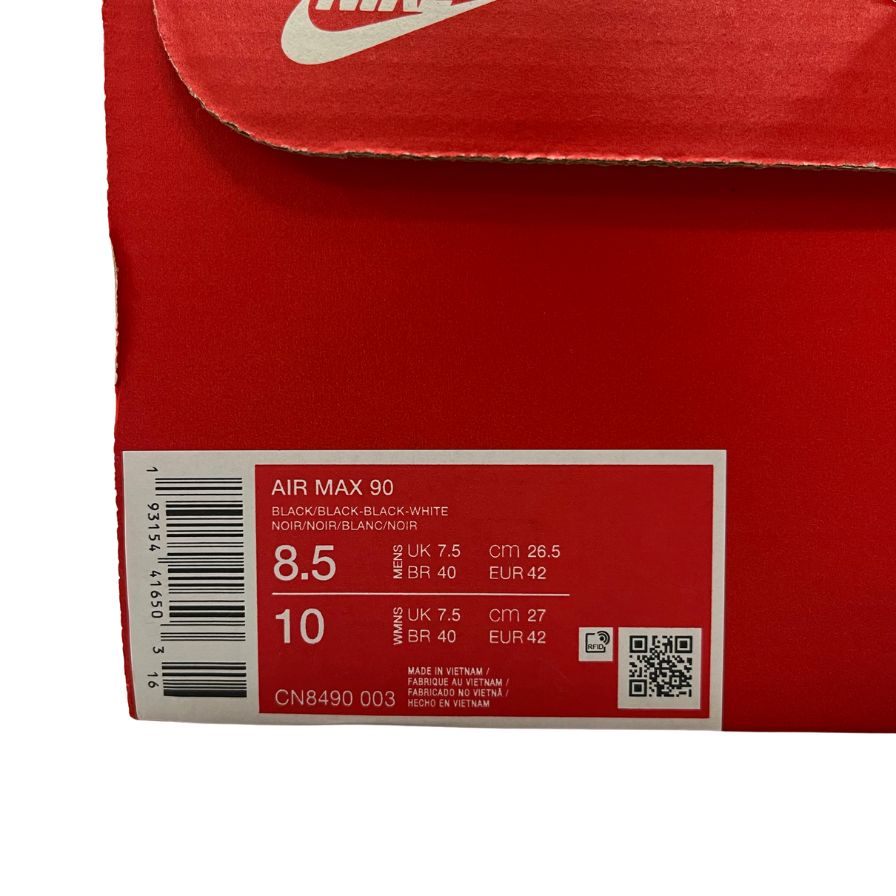 NIKE
AIR MAX 90
BLACK/BLACK-BLACK-WHITE
NOIR/NOIR/BLANC/NOIR
8.5 MENS UK 7.5 cm 26.5
BR 40 EUR 42
10 WMNS UK 7.5 cm 27
BR 40 EUR 42
RFID
CN8490 003
MADE IN VIETNAM /
FABRIQUE AU VIETNAM /
FABRICADO NO VIETNÃ /
HECHO EN VIETNAM
1 93154 41650 3 16